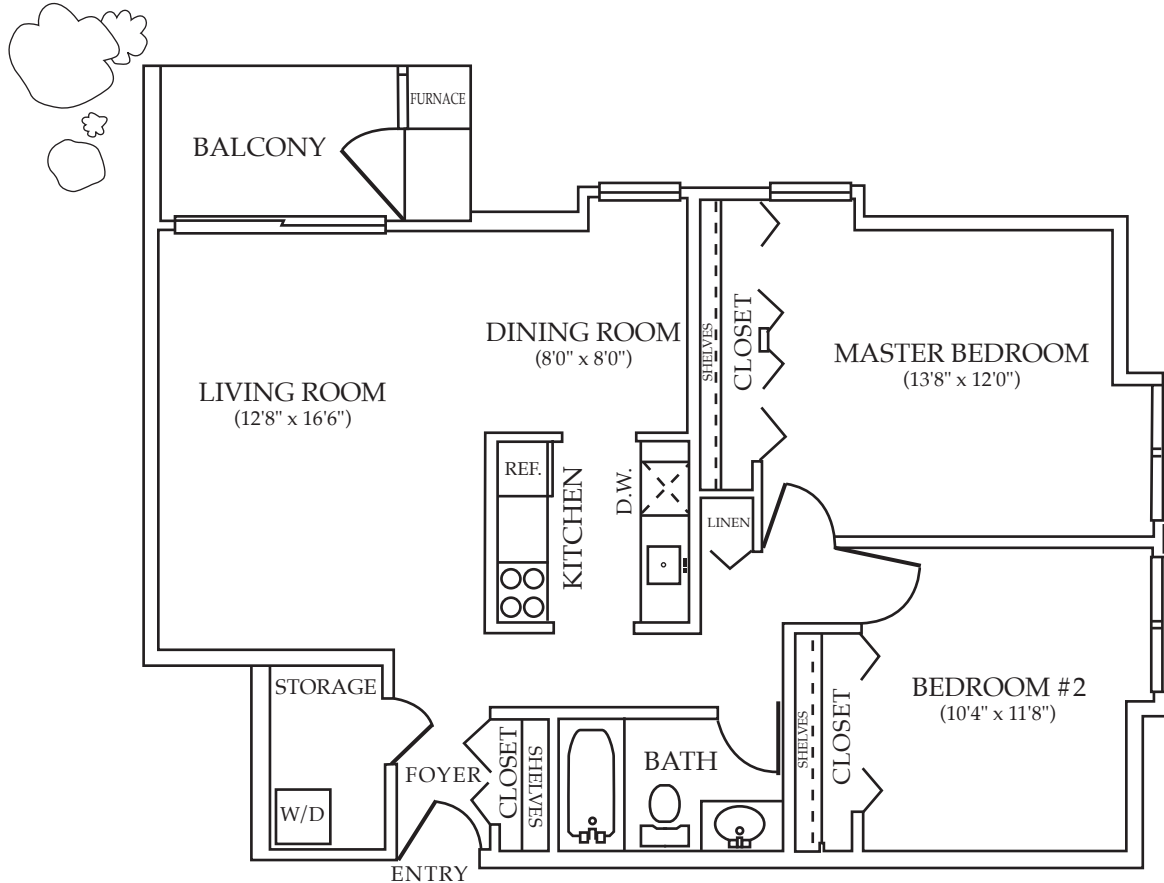 FURNACE
BALCONY
DINING ROOM
(8'0" x 8'0")
SHELVES
CLOSET
MASTER BEDROOM
(13'8" x 12'0")
LIVING ROOM
(12'8" x 16'6")
REF.
KITCHEN
D.W.
LINEN
STORAGE
W/D
FOYER
ENTRY
CLOSET
SHELVES
BATH
SHELVES
CLOSET
BEDROOM #2
(10'4" x 11'8")